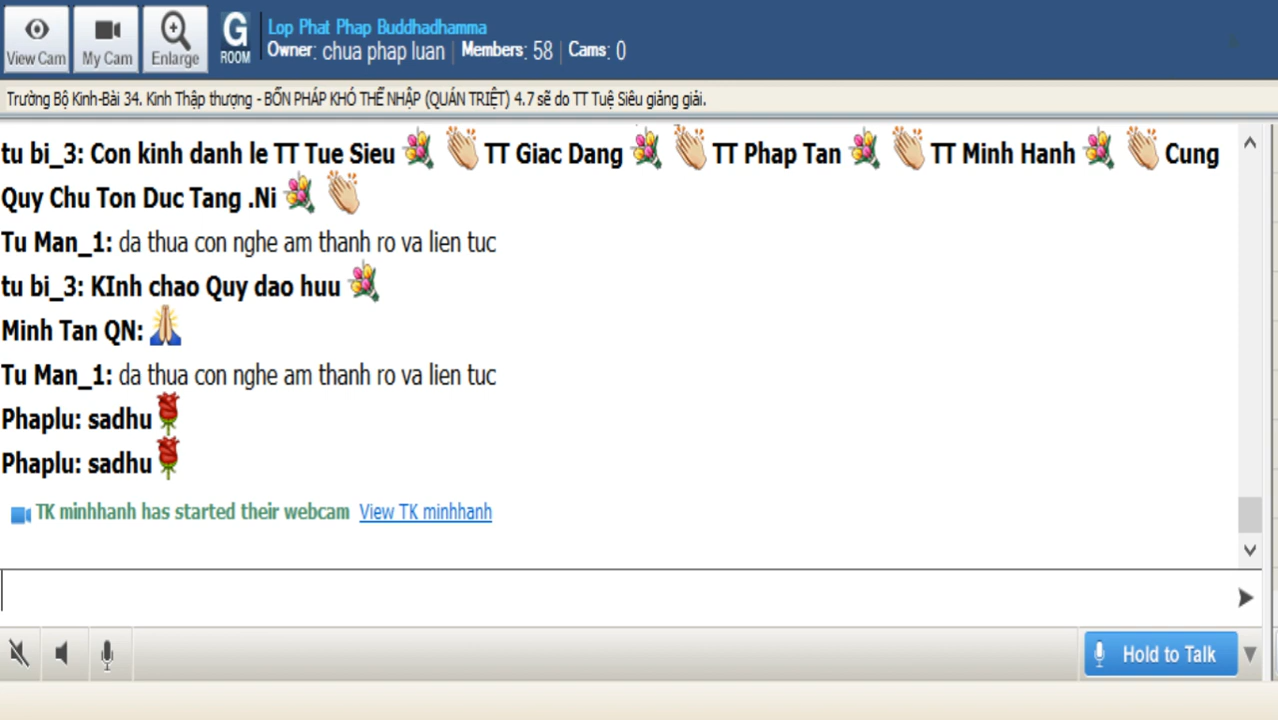 View Cam
My Cam
Enlarge
G
ROOM
Lop Phat Phap Buddhadhamma
Owner: chua phap luan | Members: 58 | Cams: 0
Trường Bộ Kinh-Bài 34. Kinh Thập thượng - BỐN PHÁP KHÓ THỂ NHẬP (QUÁN TRIỆT) 4.7 sẽ do TT Tuệ Siêu giảng giải.
tu bi_3: Con kinh danh le TT Tue Sieu TT Giac Dang TT Phap Tan TT Minh Hanh Cung
Quy Chu Ton Duc Tang .Ni
Tu Man_1: da thua con nghe am thanh ro va lien tuc
tu bi_3: KInh chao Quy dao huu
Minh Tan QN:
Tu Man_1: da thua con nghe am thanh ro va lien tuc
Phaplu: sadhu
Phaplu: sadhu
TK minhhanh has started their webcam View TK minhhanh
Hold to Talk